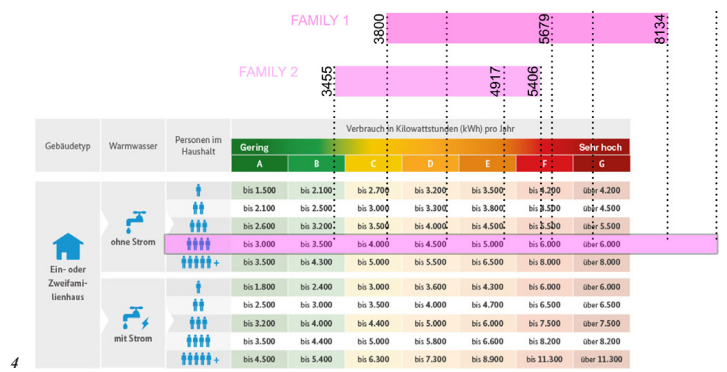 FAMILY 1
3800
5679
8134
FAMILY 2
3455
4917
5406
Gebäudetyp
Warmwasser
Personen im
Haushalt
Verbrauch in Kilowattstunden (kWh) pro Jahr
Gering
Sehr hoch
A B C D E F G
Ein- oder
Zweifami-
lienhaus
ohne Strom
bis 1.500 bis 2.100 bis 2.700 bis 3.200 bis 3.500 bis 4.200 über 4.200
bis 2.100 bis 2.500 bis 3.000 bis 3.300 bis 3.800 bis über 4.500
bis 2.600 bis 3.200 bis 3.500 bis 4.000 bis 4.500 bis über 5.500
bis 3.000 bis 3.500 bis 4.000 bis 4.500 bis 5.000 bis 6.000 über 6.000
+ bis 3.500 bis 4.300 bis 5.000 bis 5.500 bis 6.500 bis 8.000 über 8.000
mit Strom
bis 1.800 bis 2.400 bis 3.000 bis 3.600 bis 4.300 bis 6.000 über 6.000
bis 2.500 bis 3.000 bis 3.500 bis 4.000 bis 4.700 bis 6.500 über 6.500
bis 3.200 bis 4.000 bis 4.400 bis 5.000 bis 6.000 bis 7.500 über 7.500
bis 3.500 bis 4.400 bis 5.000 bis 5.800 bis 6.600 bis 8.200 über 8.200
+ bis 4.500 bis 5.400 bis 6.300 bis 7.300 bis 8.900 bis 11.300 über 11.300
4